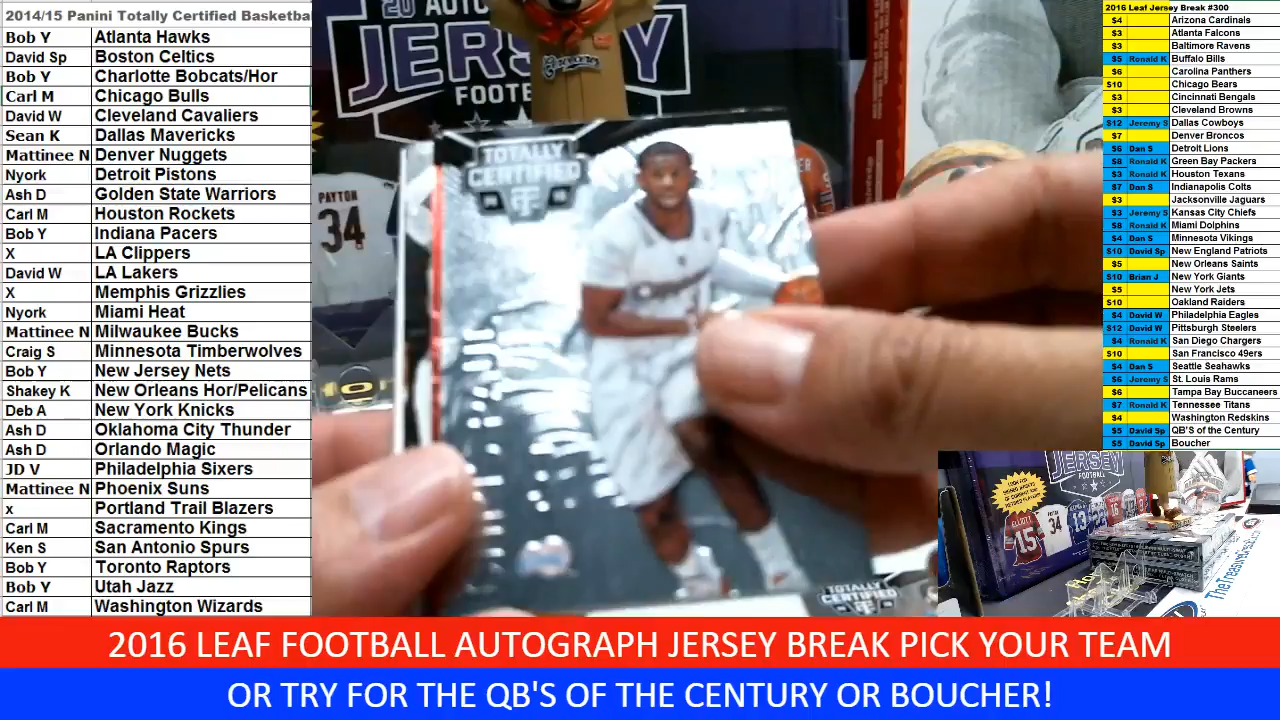 2014/15 Panini Totally Certified Basketba
Bob Y Atlanta Hawks
David Sp Boston Celtics
Bob Y Charlotte Bobcats/Hor
Carl M Chicago Bulls
David W Cleveland Cavaliers
Sean K Dallas Mavericks
Mattinee N Denver Nuggets
Nyork Detroit Pistons
Ash D Golden State Warriors
Carl M Houston Rockets
Bob Y Indiana Pacers
X LA Clippers
David W LA Lakers
X Memphis Grizzlies
Nyork Miami Heat
Mattinee N Milwaukee Bucks
Craig S Minnesota Timberwolves
Bob Y New Jersey Nets
Shakey K New Orleans Hor/Pelicans
Deb A New York Knicks
Ash D Oklahoma City Thunder
Ash D Orlando Magic
JD V Philadelphia Sixers
Mattinee N Phoenix Suns
x Portland Trail Blazers
Carl M Sacramento Kings
Ken S San Antonio Spurs
Bob Y Toronto Raptors
Bob Y Utah Jazz
Carl M Washington Wizards
20 AUTO
JERSEY
FOOTE
PAYTON
34
TOTALLY
CERTIFIED
TOTALLY
CERTIFIED
2016 Leaf Jersey Break #300
$4 Arizona Cardinals
$3 Atlanta Falcons
$3 Baltimore Ravens
$5 Ronald K Buffalo Bills
$6 Carolina Panthers
$10 Chicago Bears
$3 Cincinnati Bengals
$3 Cleveland Browns
$12 Jeremy S Dallas Cowboys
$7 Denver Broncos
$6 Dan S Detroit Lions
$8 Ronald K Green Bay Packers
$3 Ronald K Houston Texans
$7 Dan S Indianapolis Colts
$3 Jacksonville Jaguars
$3 Jeremy S Kansas City Chiefs
$8 Ronald K Miami Dolphins
$4 Dan S Minnesota Vikings
$10 David Sp New England Patriots
$5 New Orleans Saints
$10 Brian J New York Giants
$5 New York Jets
$10 Oakland Raiders
$4 David W Philadelphia Eagles
$12 David W Pittsburgh Steelers
$4 Ronald K San Diego Chargers
$10 San Francisco 49ers
$4 Dan S Seattle Seahawks
$6 Jeremy S St. Louis Rams
$6 Tampa Bay Buccaneers
$7 Ronald K Tennessee Titans
$4 Washington Redskins
$5 David Sp QB'S of the Century
$5 David Sp Boucher
JERSEY
FOOTBALL
ELLIOTT
15
PAYTON
34
13
16
2016 LEAF FOOTBALL AUTOGRAPH JERSEY BREAK PICK YOUR TEAM
OR TRY FOR THE QB'S OF THE CENTURY OR BOUCHER!